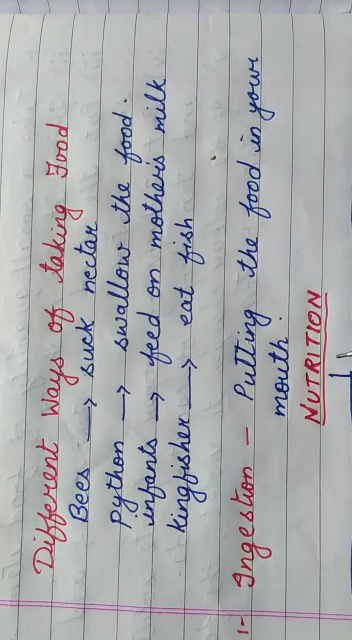 Different Ways of taking Food
Bees → suck nectar
Python → swallow the food.
infants → feed on mother's milk
kingfisher → eat fish
1- Ingestion - Putting the food in your
mouth.
NUTRITION